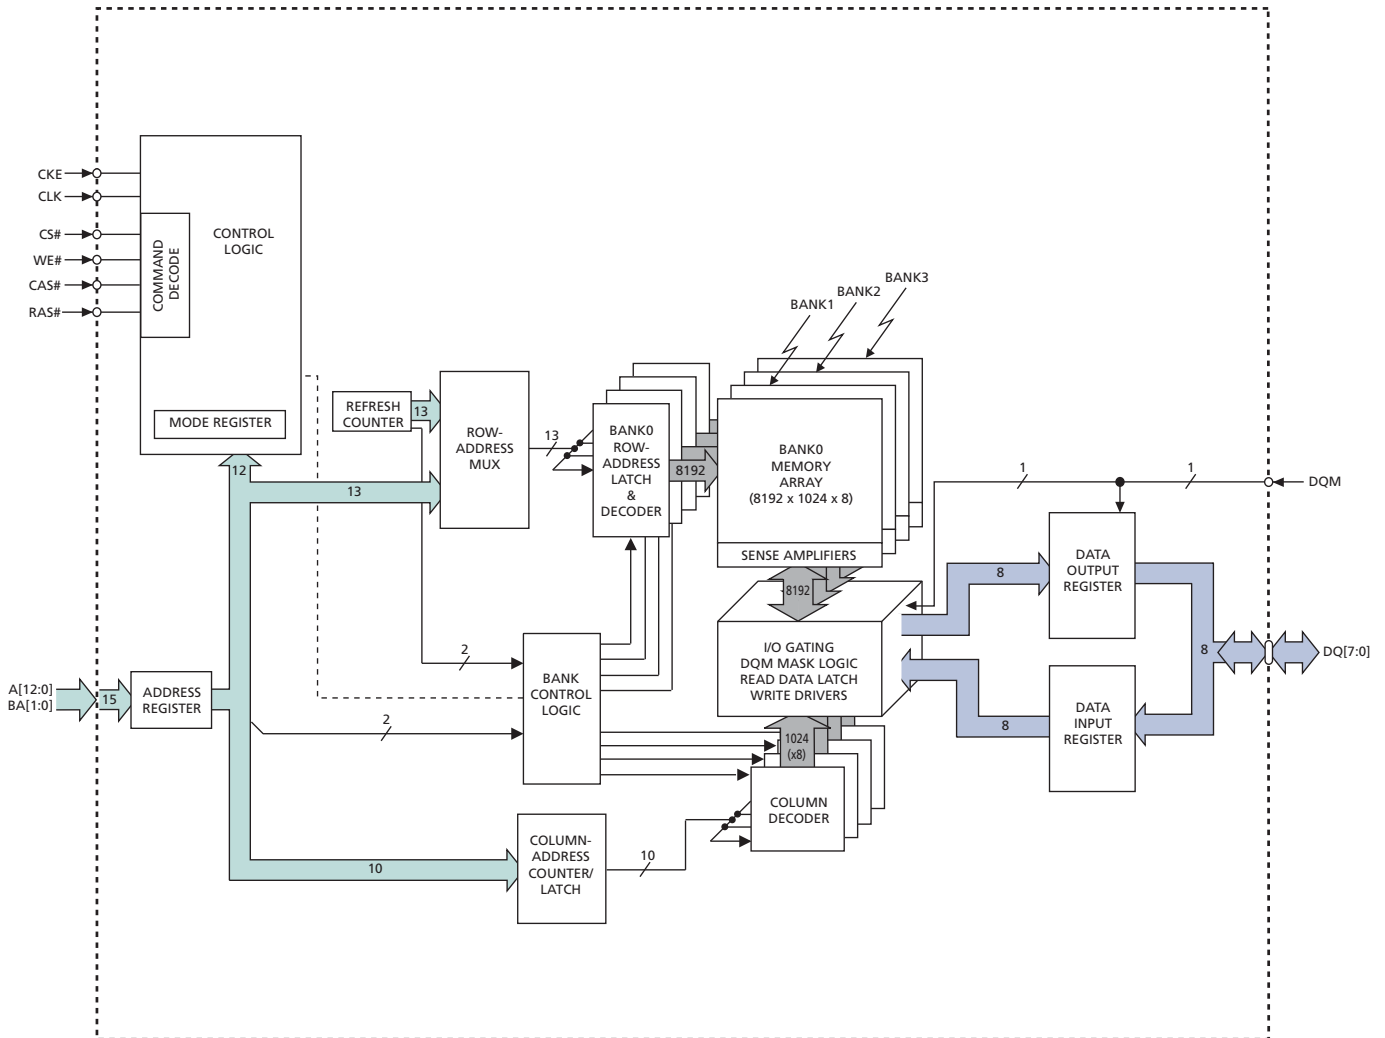 CKE
CLK
CS#
WE#
CAS#
RAS#
COMMAND
DECODE
CONTROL
LOGIC
MODE REGISTER
12
REFRESH
COUNTER
13
13
ROW-
ADDRESS
MUX
13
BANK0
ROW-
ADDRESS
LATCH
&
DECODER
8192
BANK1
BANK2
BANK3
BANK0
MEMORY
ARRAY
(8192 x 1024 x 8)
SENSE AMPLIFIERS
8192
I/O GATING
DQM MASK LOGIC
READ DATA LATCH
WRITE DRIVERS
1
1
DQM
DATA
OUTPUT
REGISTER
8
8
DQ[7:0]
DATA
INPUT
REGISTER
8
A[12:0]
BA[1:0]
15
ADDRESS
REGISTER
2
2
BANK
CONTROL
LOGIC
1024
(x8)
COLUMN
DECODER
COLUMN-
ADDRESS
COUNTER/
LATCH
10
10